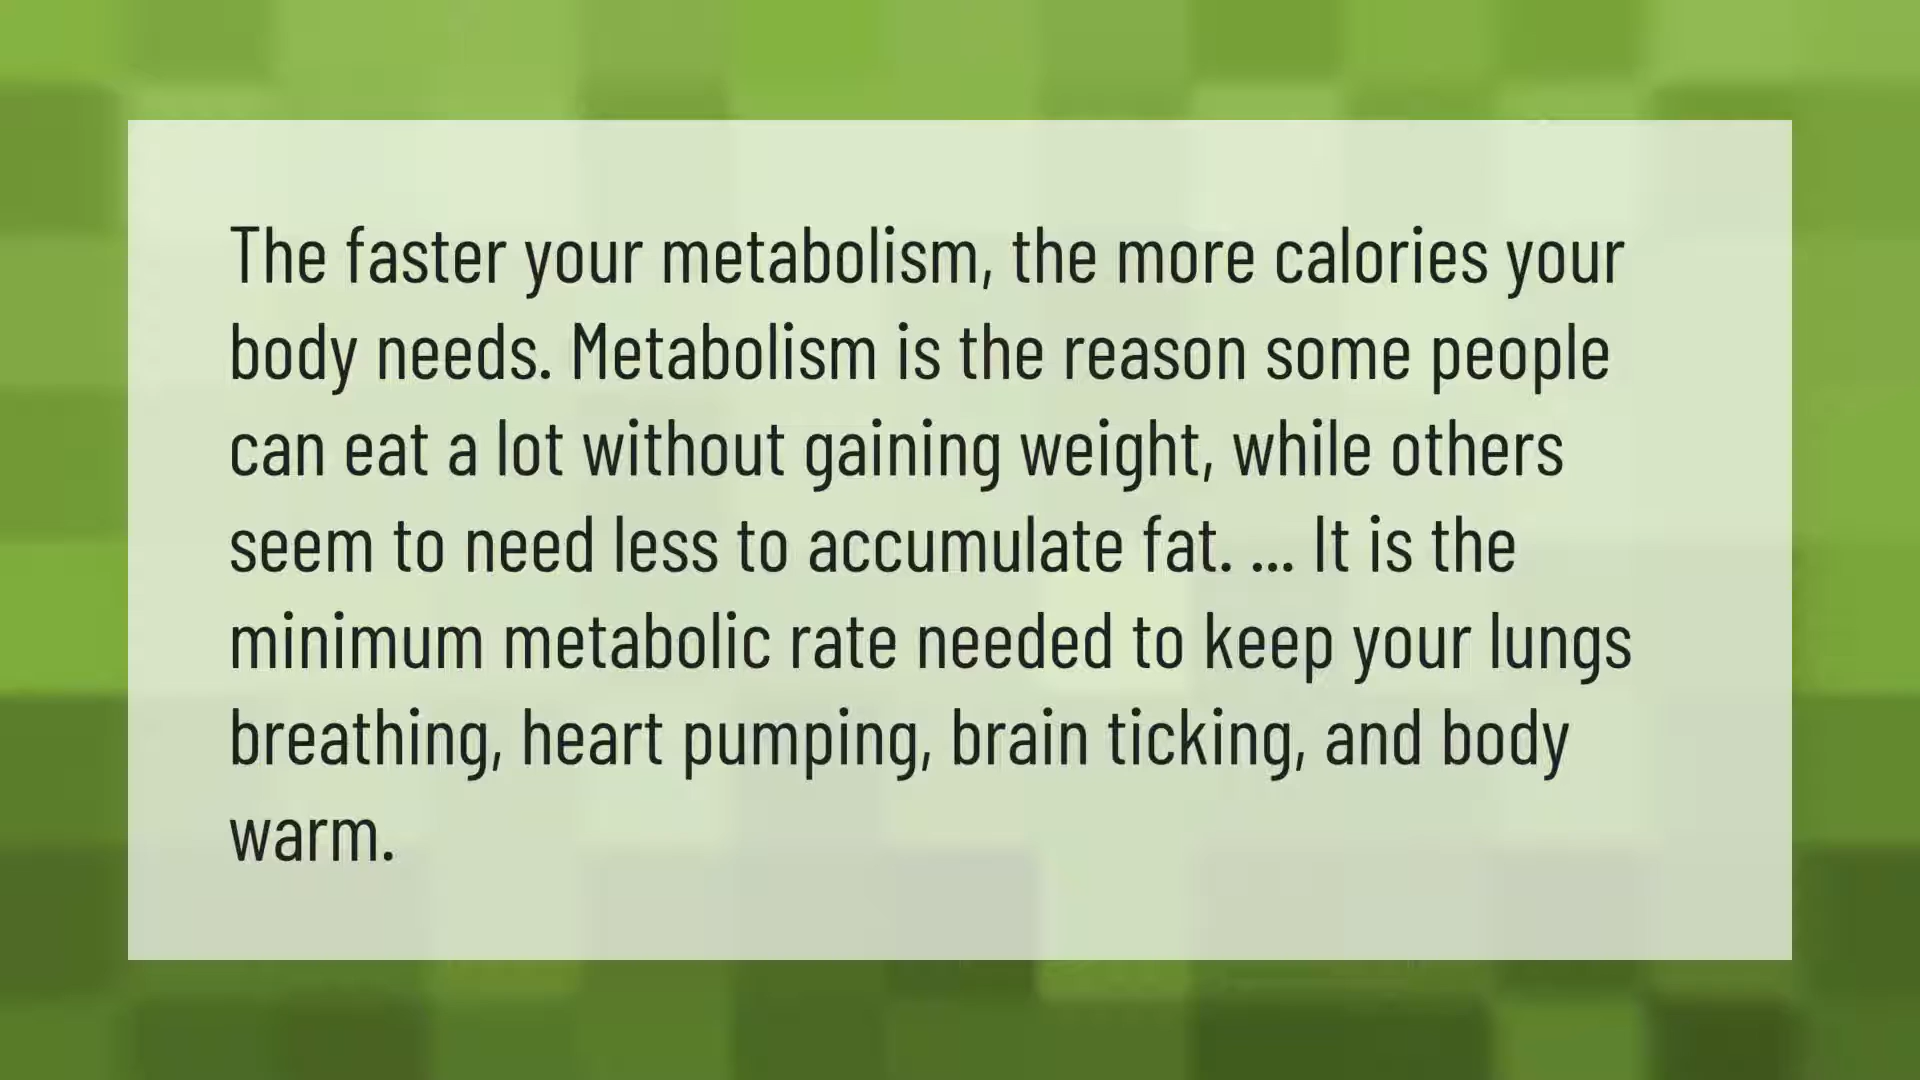 The faster your metabolism, the more calories your
body needs. Metabolism is the reason some people
can eat a lot without gaining weight, while others
seem to need less to accumulate fat. ... It is the
minimum metabolic rate needed to keep your lungs
breathing, heart pumping, brain ticking, and body
warm.